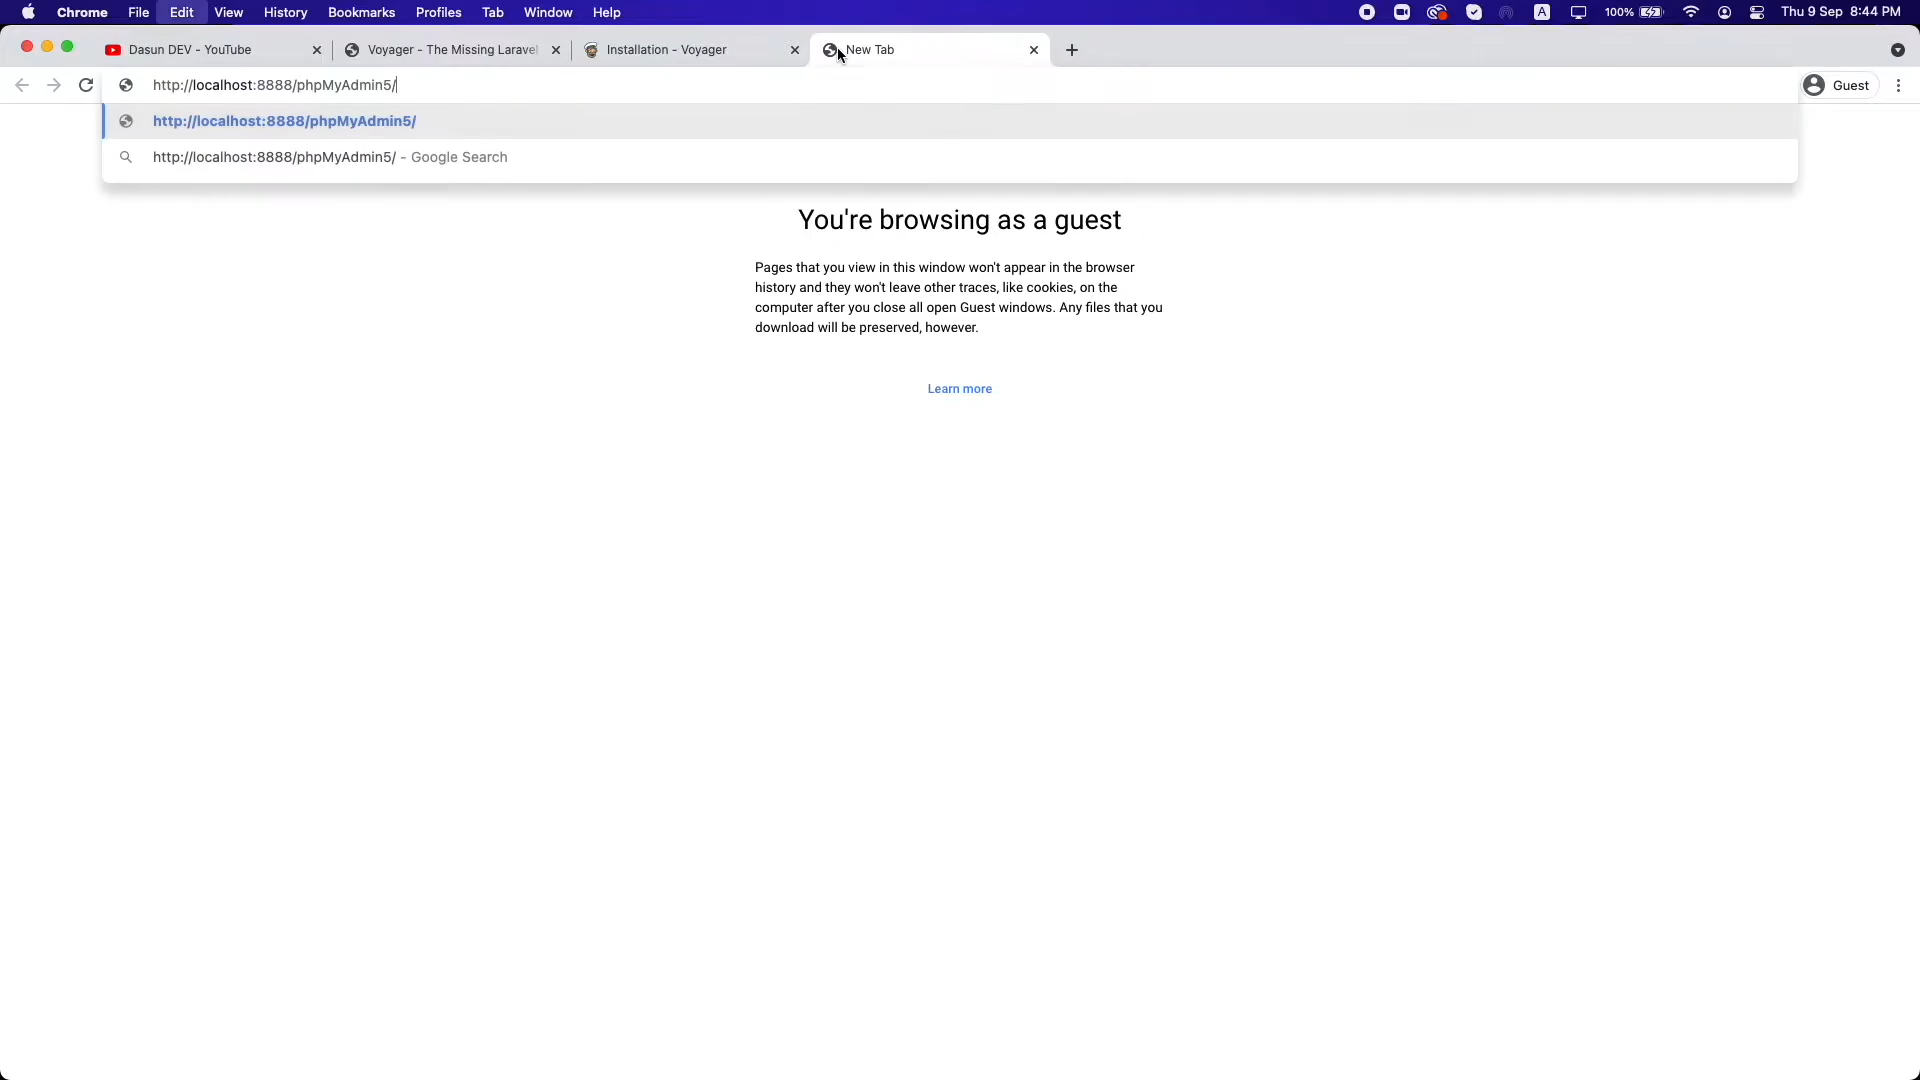 Chrome File Edit View History Bookmarks Profiles Tab Window Help A 100% Thu 9 Sep 8:44 PM
Dasun DEV - YouTube Voyager - The Missing Laravel Installation - Voyager New Tab
http://localhost:8888/phpMyAdmin5/ Guest
http://localhost:8888/phpMyAdmin5/
http://localhost:8888/phpMyAdmin5/ - Google Search
You're browsing as a guest
Pages that you view in this window won't appear in the browser
history and they won't leave other traces, like cookies, on the
computer after you close all open Guest windows. Any files that you
download will be preserved, however.
Learn more